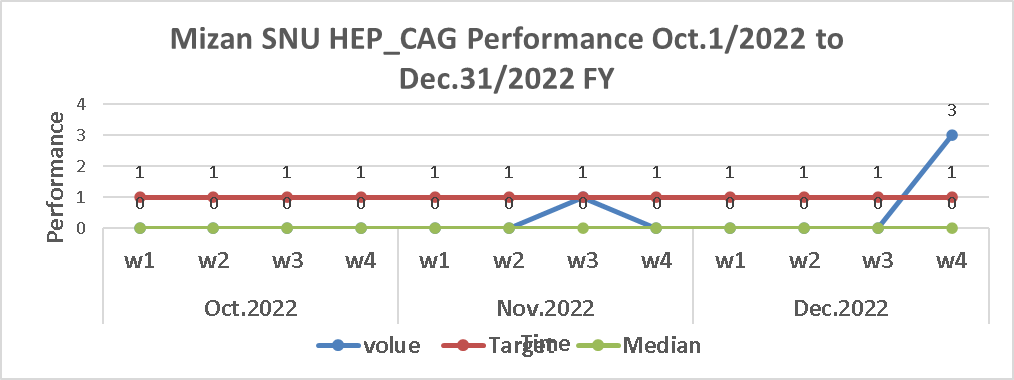 Mizan SNU HEP_CAG Performance Oct.1/2022 to
Dec.31/2022 FY
Performance
4
3
2
1
0
3
1 1 1 1 1 1 1 1 1 1 1 1
0 0 0 0 0 0 0 0 0 0 0 0
w1 w2 w3 w4 w1 w2 w3 w4 w1 w2 w3 w4
Oct.2022 Nov.2022 Dec.2022
Time
volue Target Median